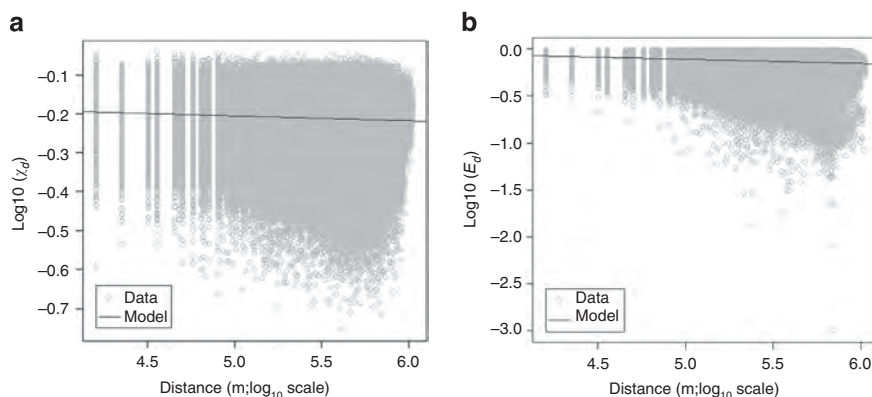 a
Log10 (χd)
−0.1
−0.2
−0.3
−0.4
−0.5
−0.6
−0.7
Data
Model
4.5
5.0
5.5
6.0
Distance (m;log10 scale)
b
Log10 (Ed)
0.0
−0.5
−1.0
−1.5
−2.0
−2.5
−3.0
Data
Model
4.5
5.0
5.5
6.0
Distance (m;log10 scale)